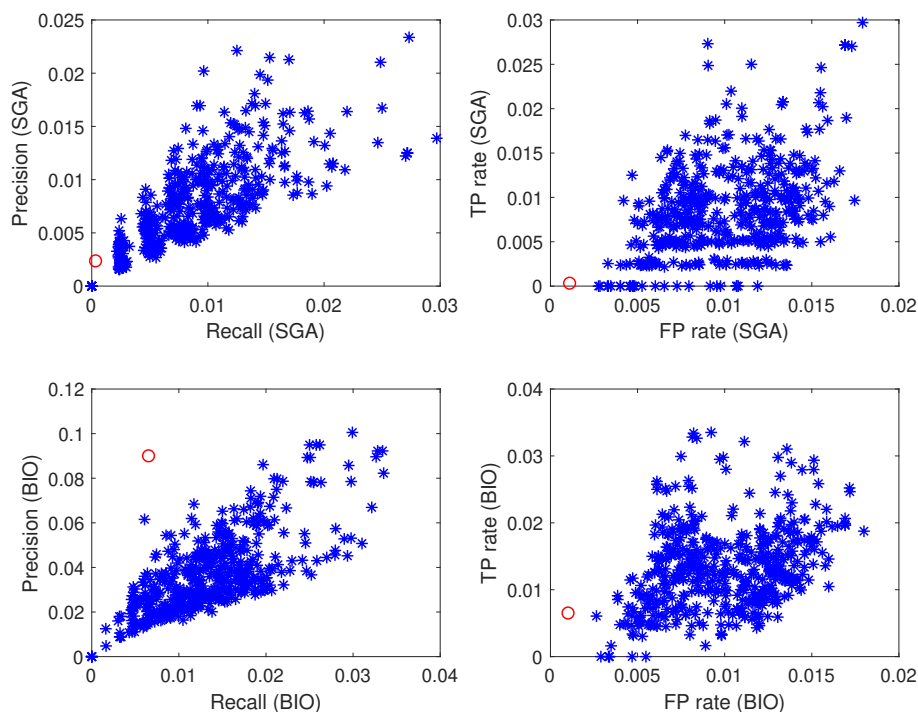 0.025
0.02
0.015
0.01
0.005
0
Precision (SGA)
0 0.01 0.02 0.03
Recall (SGA)
0.03
0.025
0.02
0.015
0.01
0.005
0
TP rate (SGA)
0.005 0.01 0.015 0.02
FP rate (SGA)
0.12
0.1
0.08
0.06
0.04
0.02
0
Precision (BIO)
0 0.01 0.02 0.03 0.04
Recall (BIO)
0.04
0.03
0.02
0.01
0
TP rate (BIO)
0 0.005 0.01 0.015 0.02
FP rate (BIO)